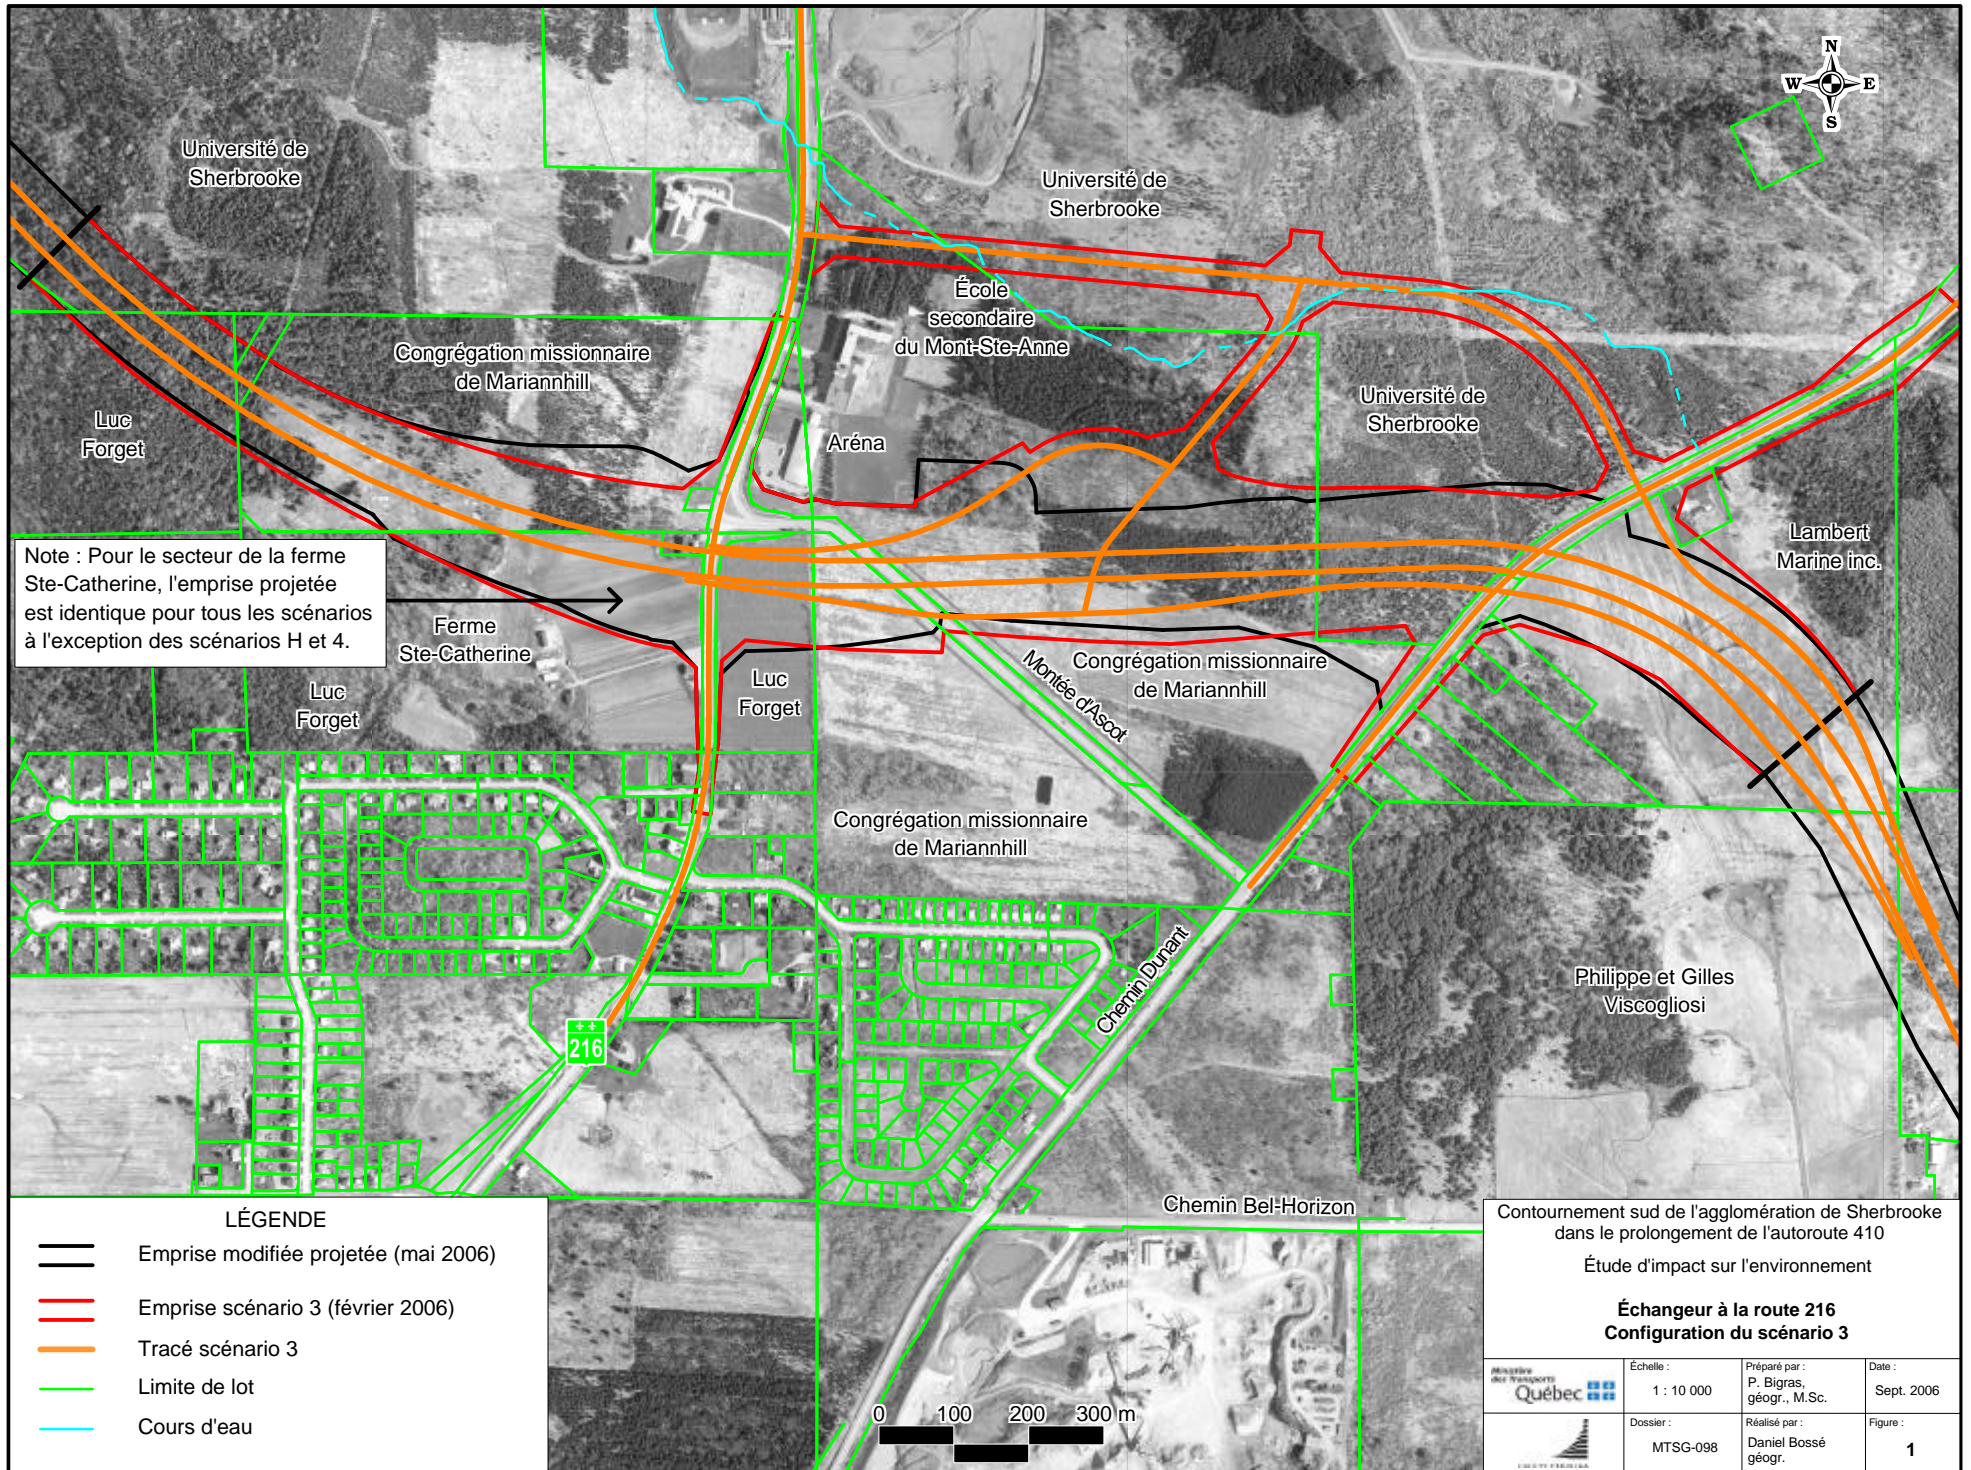 N
W E
S
Université de
Sherbrooke
Université de
Sherbrooke
École
secondaire
du Mont-Ste-Anne
Congrégation missionnaire
de Mariannhill
Luc
Forget
Aréna
Université de
Sherbrooke
Lambert
Marine inc.
Note : Pour le secteur de la ferme
Ste-Catherine, l'emprise projetée
est identique pour tous les scénarios
à l'exception des scénarios H et 4.
Ferme
Ste-Catherine
Luc
Forget
Luc
Forget
Montée d'Ascot
Congrégation missionnaire
de Mariannhill
Congrégation missionnaire
de Mariannhill
Chemin Dunant
Philippe et Gilles
Viscogliosi
216
Chemin Bel-Horizon
LÉGENDE
Emprise modifiée projetée (mai 2006)
Emprise scénario 3 (février 2006)
Tracé scénario 3
Limite de lot
Cours d'eau
0 100 200 300 m
Contournement sud de l'agglomération de Sherbrooke
dans le prolongement de l'autoroute 410
Étude d'impact sur l'environnement
Échangeur à la route 216
Configuration du scénario 3
Ministère
des Transports
Québec
Échelle :
1 : 10 000
Préparé par :
P. Bigras,
géogr., M.Sc.
Date :
Sept. 2006
Dossier :
MTSG-098
Réalisé par :
Daniel Bossé
géogr.
Figure :
1